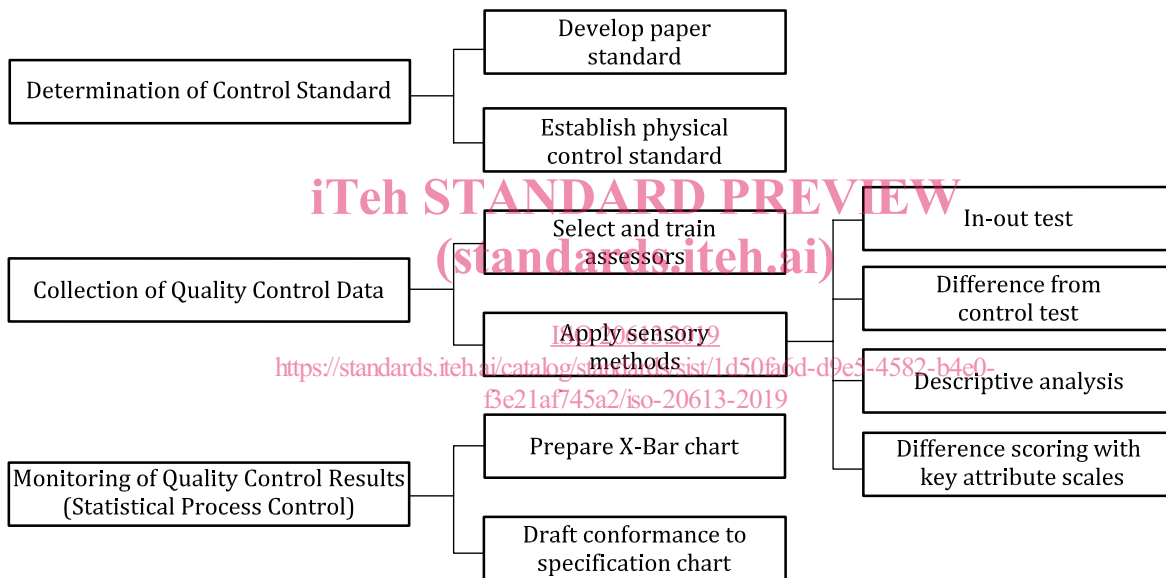 Develop paper
standard
Determination of Control Standard
Establish physical
control standard
iTeh STANDARD PREVIEW
(standards.iteh.ai)
Select and train
assessors
Collection of Quality Control Data
Apply sensory
methods
In-out test
Difference from
control test
Descriptive analysis
Difference scoring with
key attribute scales
ISO 20613:2019
https://standards.iteh.ai/catalog/standards/sist/1d50fa6d-d9e5-4582-b4e0-
f3e21af745a2/iso-20613-2019
Monitoring of Quality Control Results
(Statistical Process Control)
Prepare X-Bar chart
Draft conformance to
specification chart